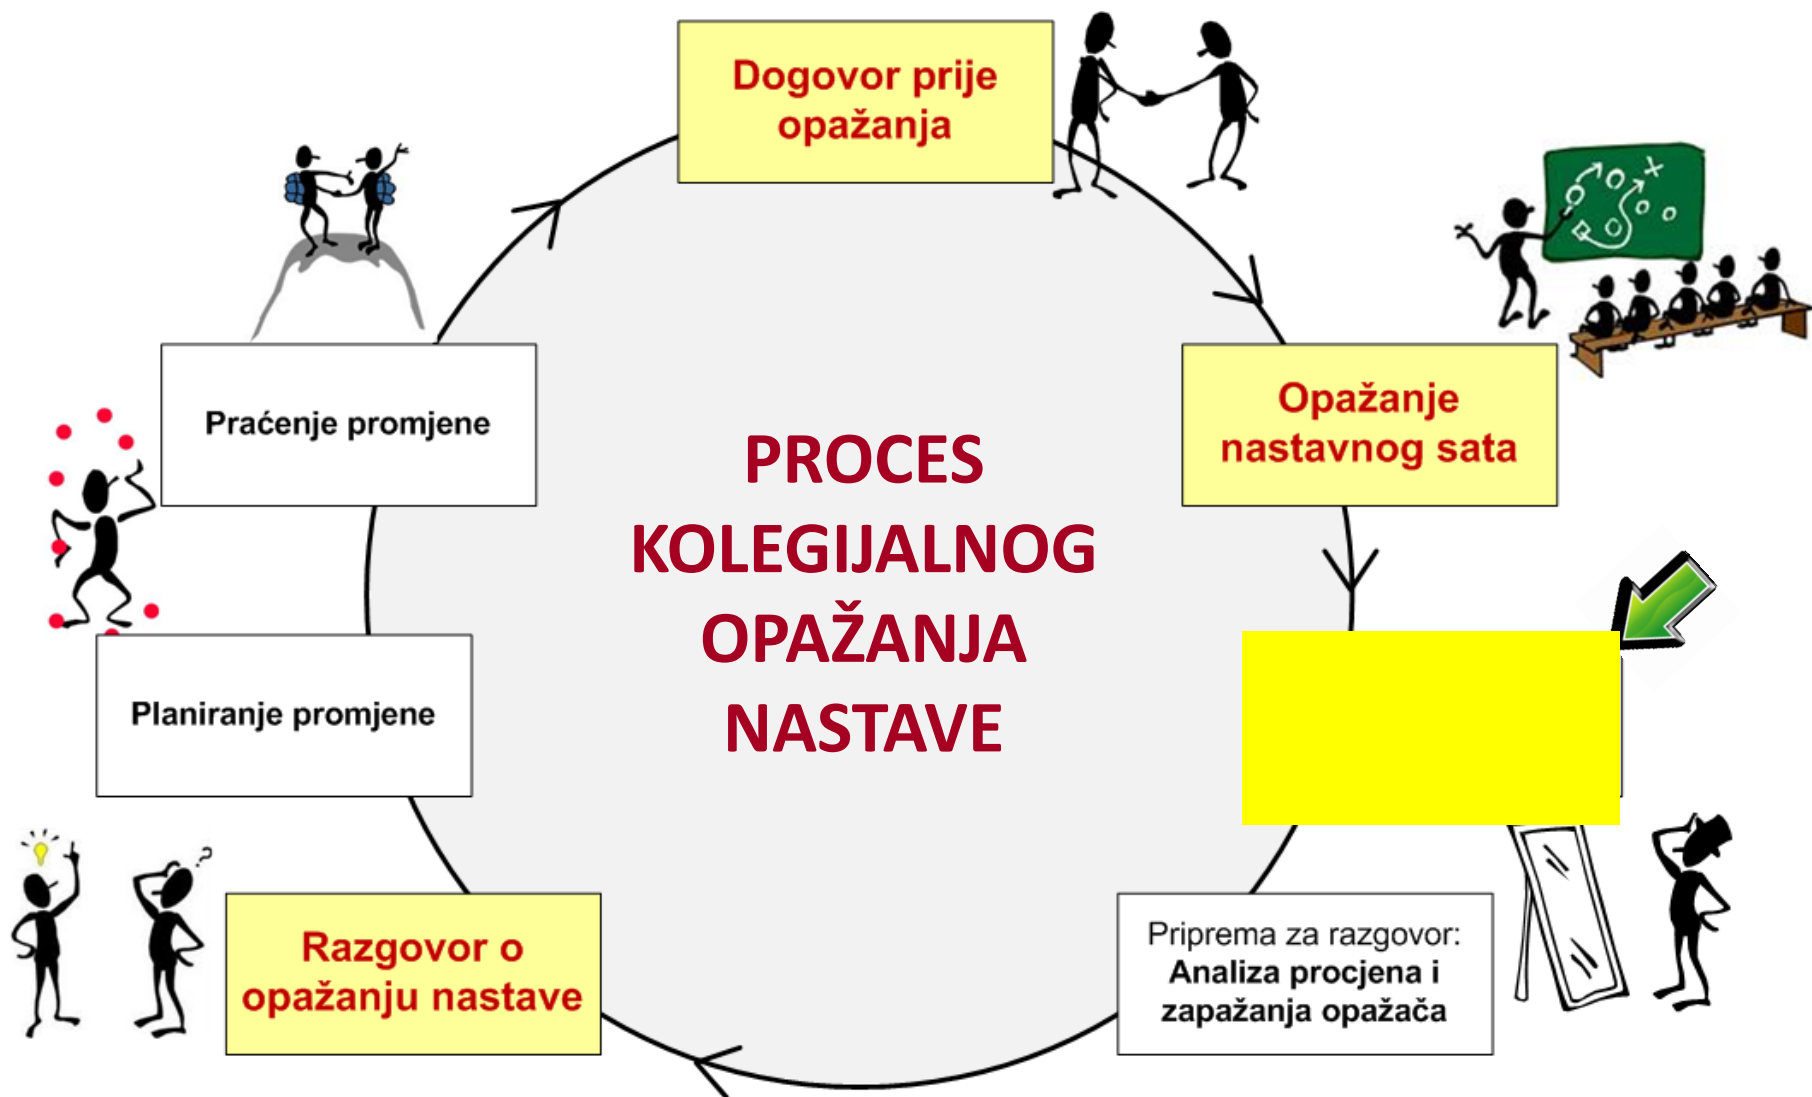 Dogovor prije
opažanja
Opažanje
nastavnog sata
Praćenje promjene
PROCES
KOLEGIJALNOG
OPAŽANJA
NASTAVE
Planiranje promjene
Razgovor o
opažanju nastave
Priprema za razgovor:
Analiza procjena i
zapažanja opažača